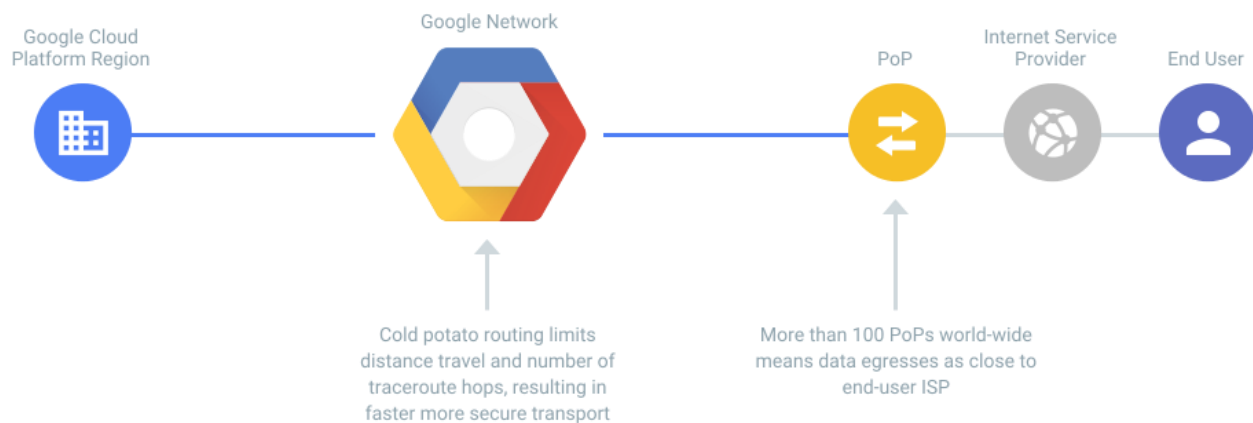 Google Cloud
Platform Region
Google Network
PoP
Internet Service
Provider
End User
Cold potato routing limits
distance travel and number of
traceroute hops, resulting in
faster more secure transport
More than 100 PoPs world-wide
means data egresses as close to
end-user ISP